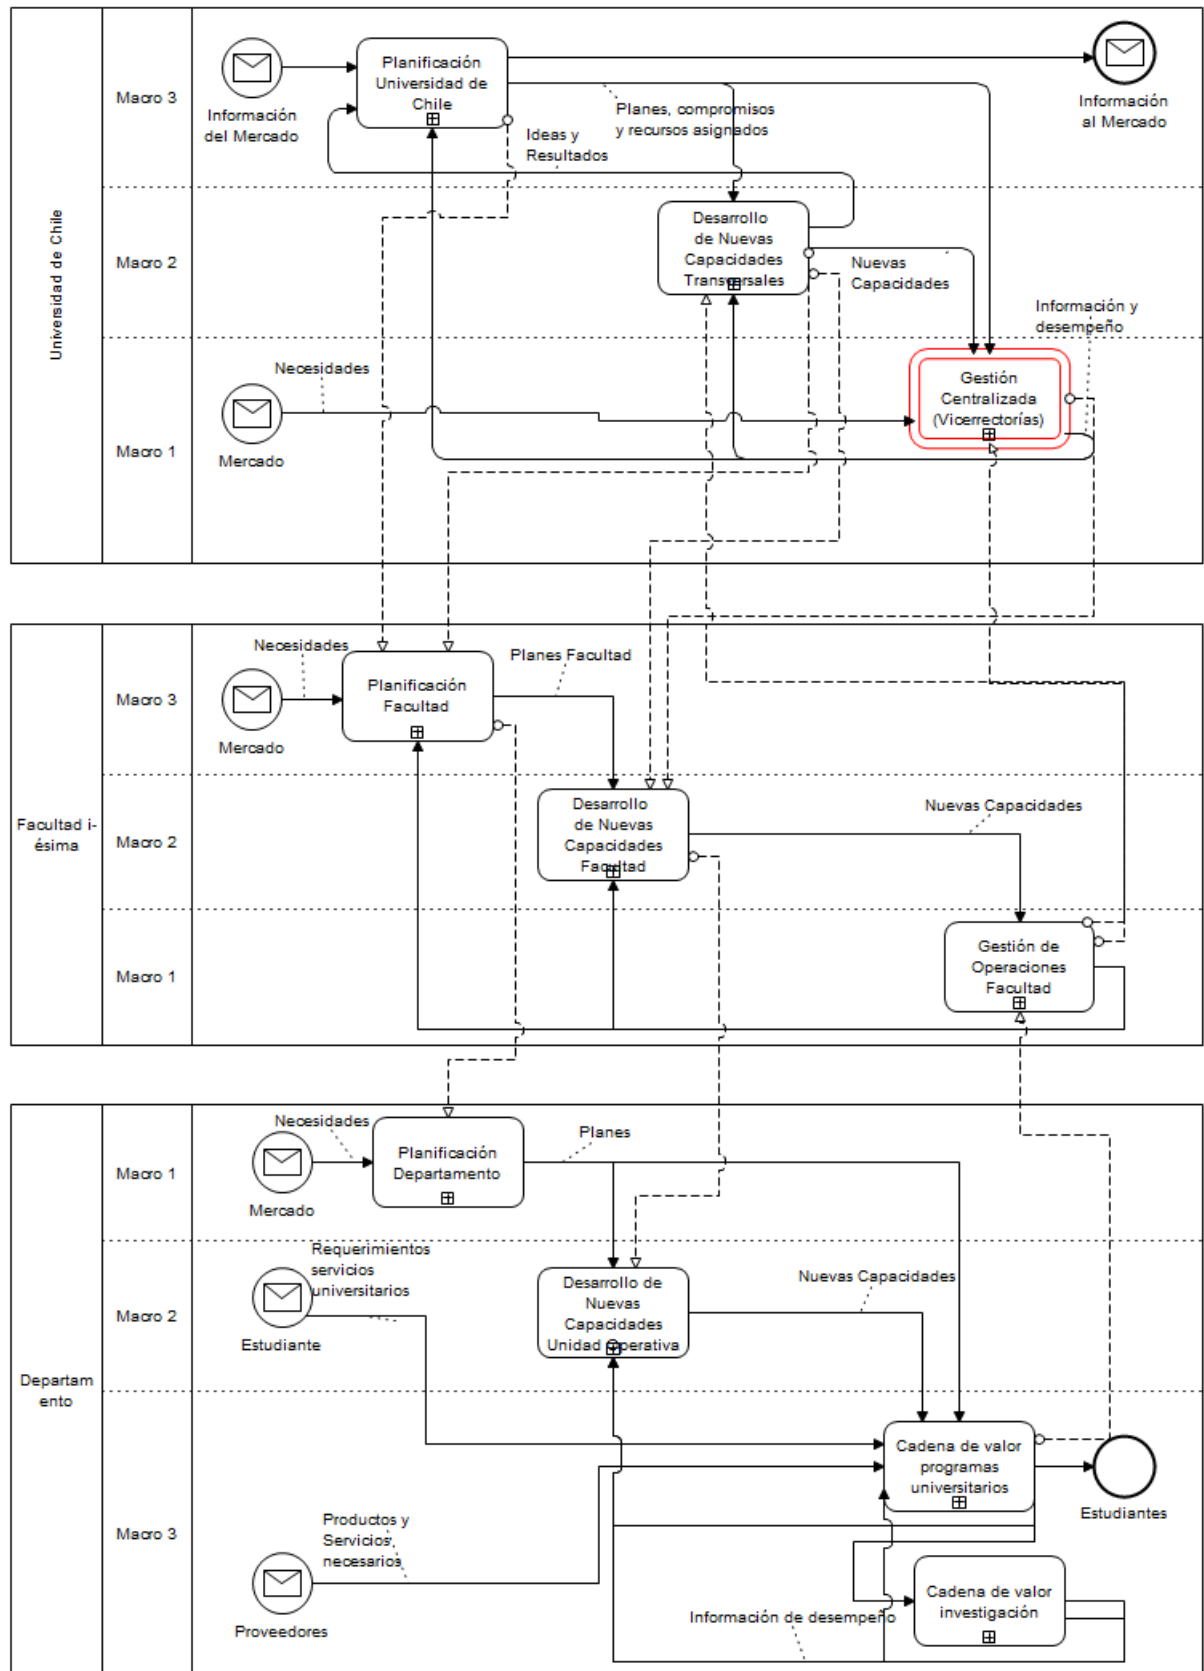 Universidad de Chile
Macro 3
Información
del Mercado
Planificación
Universidad de
Chile
Planes, compromisos
y recursos asignados
Ideas y
Resultados
Información
al Mercado
Macro 2
Desarrollo
de Nuevas
Capacidades
Transversales
Nuevas
Capacidades
Información y
desempeño
Macro 1
Necesidades
Mercado
Gestión
Centralizada
(Vicerrectorías)
Facultad i-
ésima
Macro 3
Necesidades
Mercado
Planificación
Facultad
Planes Facultad
Macro 2
Desarrollo
de Nuevas
Capacidades
Facultad
Nuevas Capacidades
Macro 1
Gestión de
Operaciones
Facultad
Departam
ento
Macro 1
Necesidades
Mercado
Planificación
Departamento
Planes
Macro 2
Requerimientos
servicios
universitarios
Estudiante
Desarrollo de
Nuevas
Capacidades
Unidad Operativa
Nuevas Capacidades
Macro 3
Productos y
Servicios
necesarios
Proveedores
Cadena de valor
programas
universitarios
Estudiantes
Cadena de valor
investigación
Información de desempeño